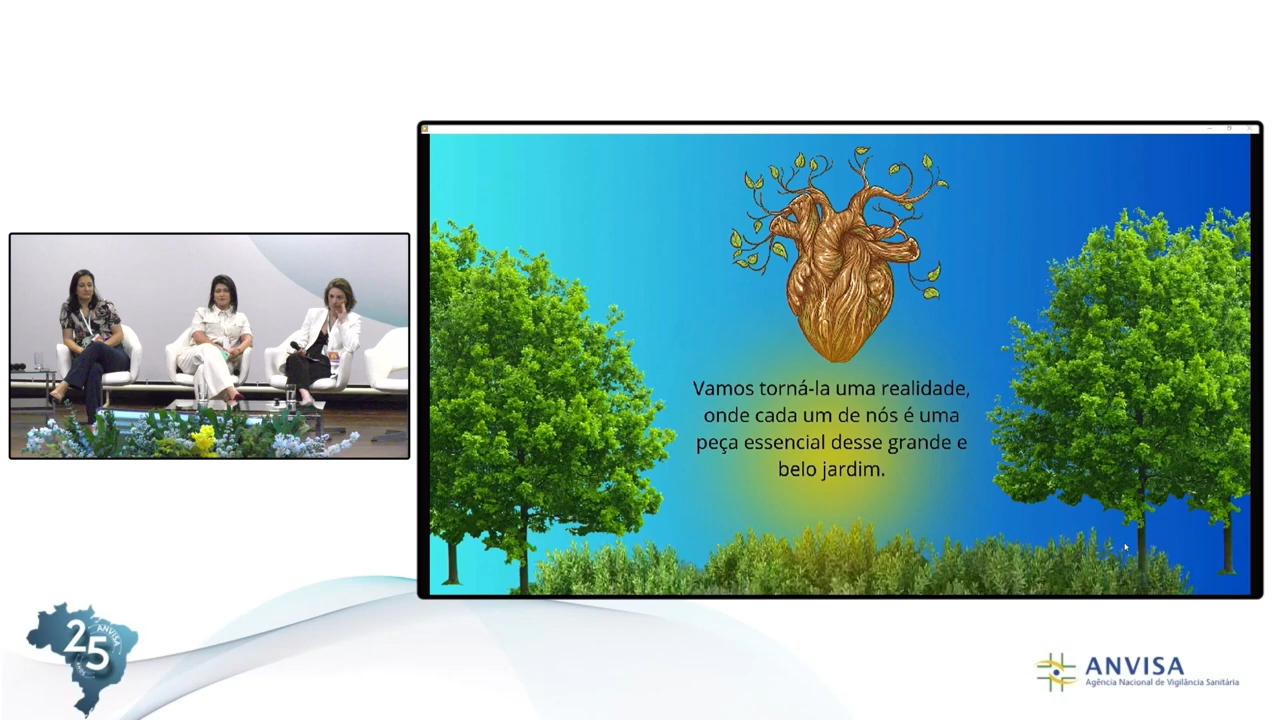 Vamos torná-la uma realidade,
onde cada um de nós é uma
peça essencial desse grande e
belo jardim.
25
ANVISA
ANOS
ANVISA
Agência Nacional de Vigilância Sanitária